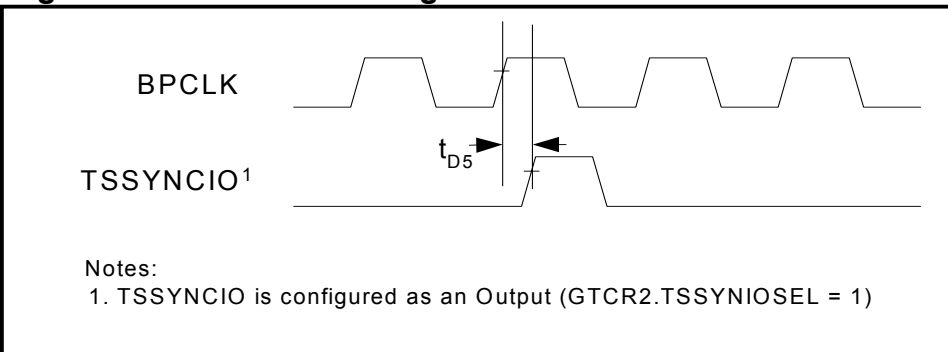 BPCLK
tD5
TSSYNCIO1
Notes:
1. TSSYNCIO is configured as an Output (GTCR2.TSSYNIOSEL = 1)